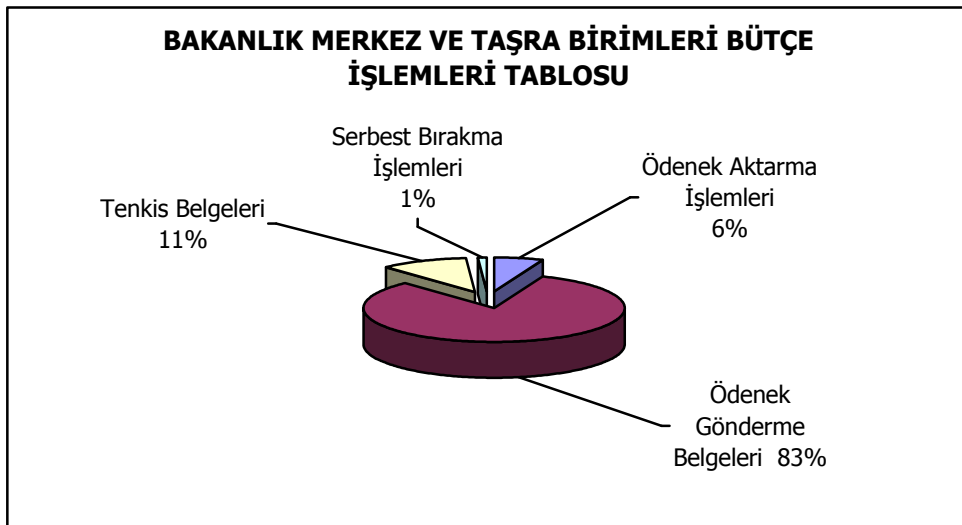 BAKANLIK MERKEZ VE TAŞRA BİRİMLERİ BÜTÇE
İŞLEMLERİ TABLOSU
Serbest Bırakma
İşlemleri
1%
Ödenek Aktarma
İşlemleri
6%
Tenkis Belgeleri
11%
Ödenek
Gönderme
Belgeleri 83%